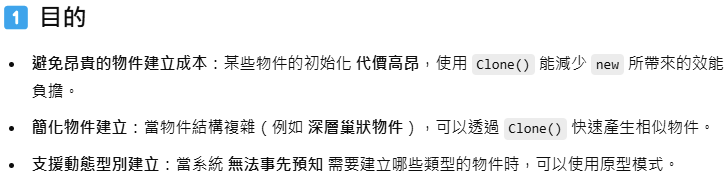 1 目的
• 避免昂貴的物件建立成本：某些物件的初始化 代價高昂，使用 Clone() 能減少 new 所帶來的效能
負擔。
• 簡化物件建立：當物件結構複雜（例如 深層巢狀物件），可以透過 Clone() 快速產生相似物件。
• 支援動態型別建立：當系統 無法事先預知 需要建立哪些類型的物件時，可以使用原型模式。